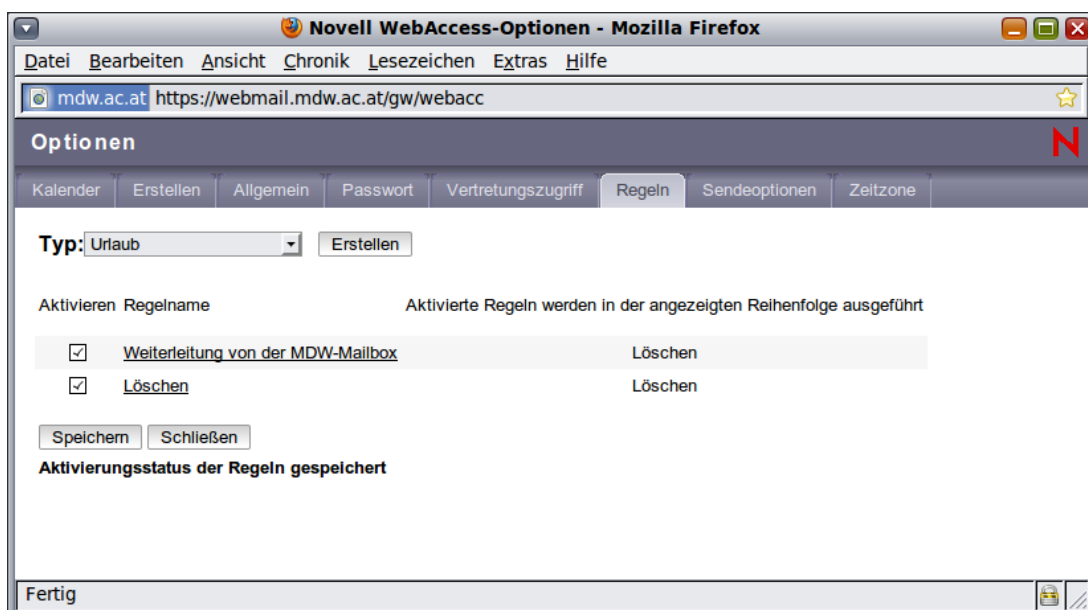 Novell WebAccess-Optionen - Mozilla Firefox
Datei Bearbeiten Ansicht Chronik Lesezeichen Extras Hilfe
mdw.ac.at https://webmail.mdw.ac.at/gw/webacc
Optionen N
Kalender Erstellen Allgemein Passwort Vertretungszugriff Regeln Sendeoptionen Zeitzone
Typ: Urlaub Erstellen
Aktivieren Regelname Aktivierte Regeln werden in der angezeigten Reihenfolge ausgeführt
Weiterleitung von der MDW-Mailbox Löschen
Löschen Löschen
Speichern Schließen
Aktivierungsstatus der Regeln gespeichert
Fertig